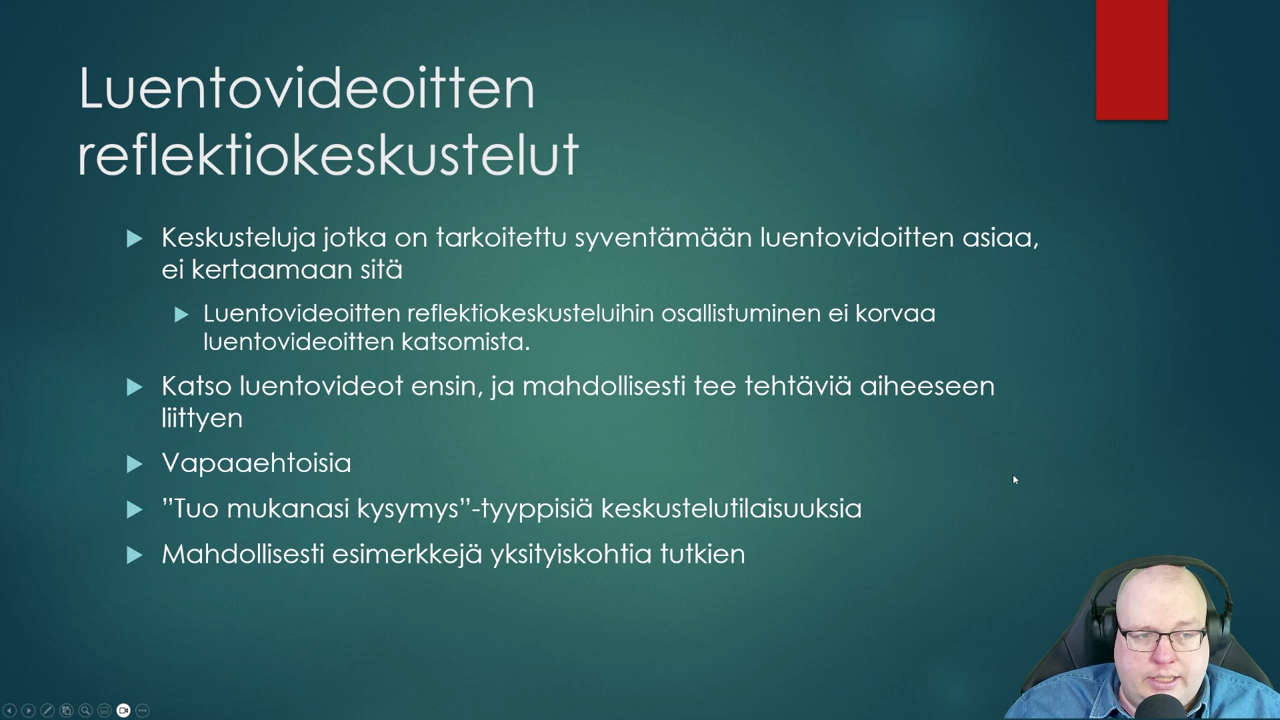 Luentovideoitten
reflektiokeskustelut
Keskusteluja jotka on tarkoitettu syventämään luentovidoitten asiaa,
ei kertaamaan sitä
Luentovideoitten reflektiokeskusteluihin osallistuminen ei korvaa
luentovideoitten katsomista.
Katso luentovideot ensin, ja mahdollisesti tee tehtäviä aiheeseen
liittyen
Vapaaehtoisia
”Tuo mukanasi kysymys”-tyyppisiä keskustelutilaisuuksia
Mahdollisesti esimerkkejä yksityiskohtia tutkien